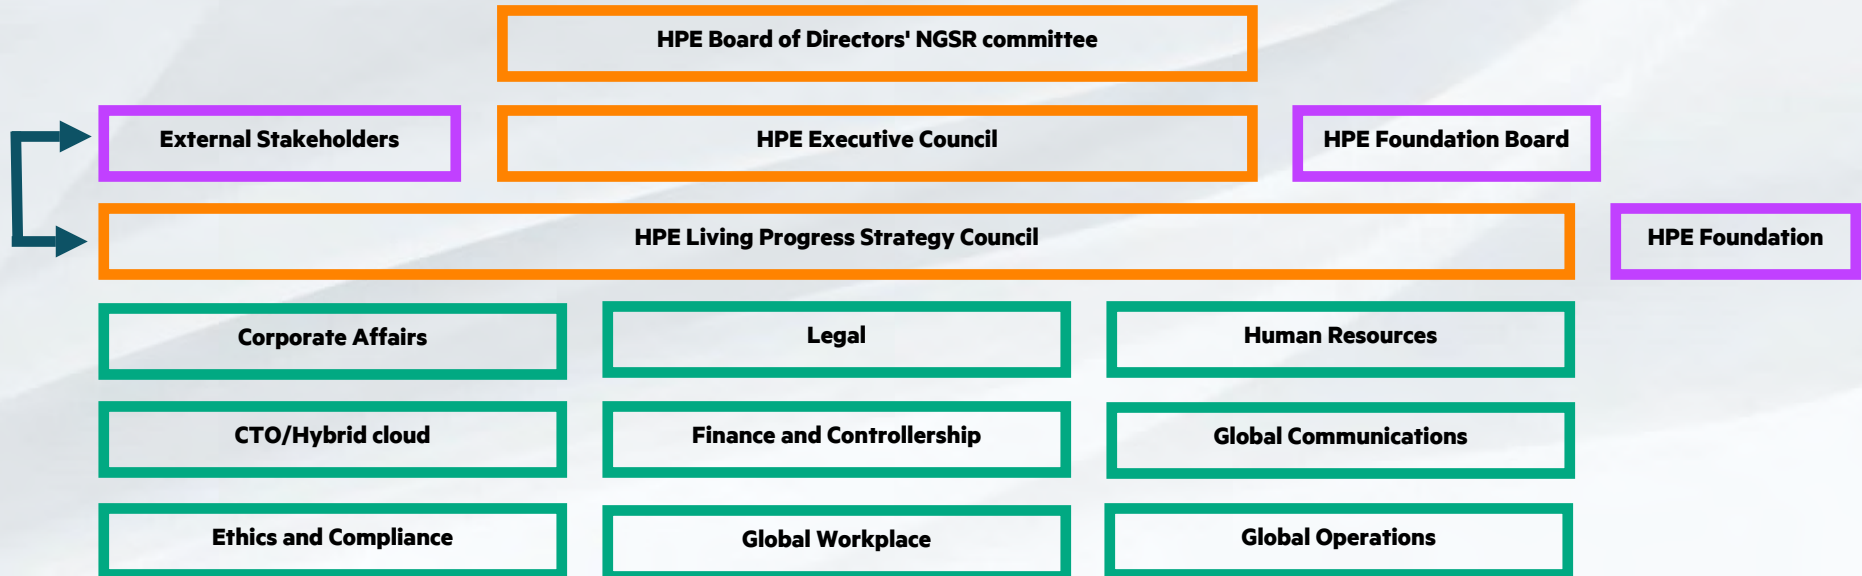 HPE Board of Directors' NGSR committee
External Stakeholders
HPE Executive Council
HPE Foundation Board
HPE Living Progress Strategy Council
HPE Foundation
Corporate Affairs
Legal
Human Resources
CTO/Hybrid cloud
Finance and Controllership
Global Communications
Ethics and Compliance
Global Workplace
Global Operations